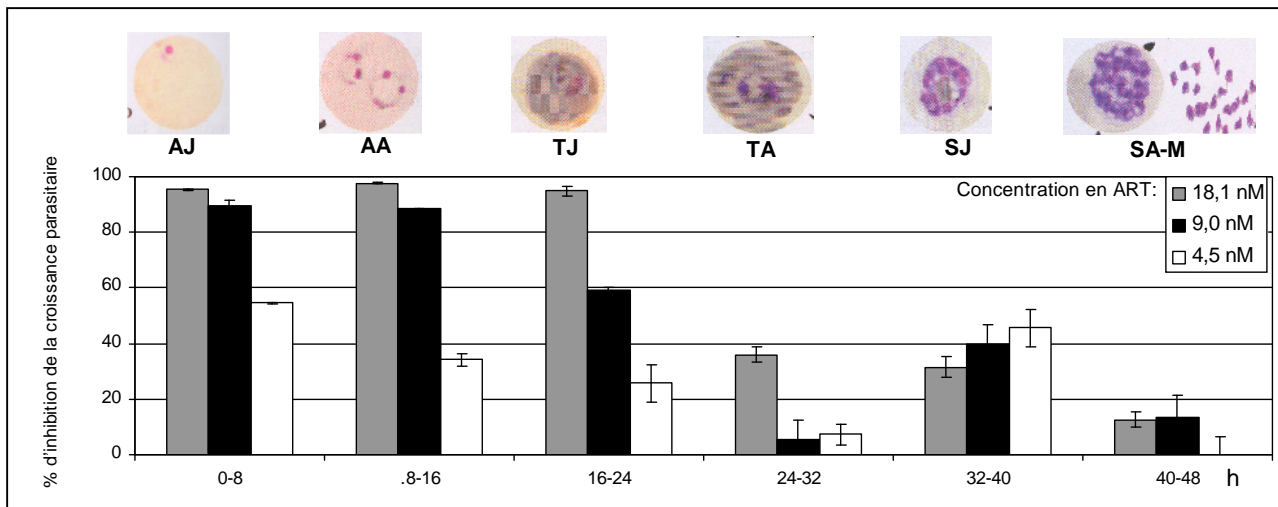 AJ AA TJ TA SJ SA-M
% d'inhibition de la croissance parasitaire
100
80
60
40
20
0
Concentration en ART:
18,1 nM
9,0 nM
4,5 nM
0-8 .8-16 16-24 24-32 32-40 40-48 h